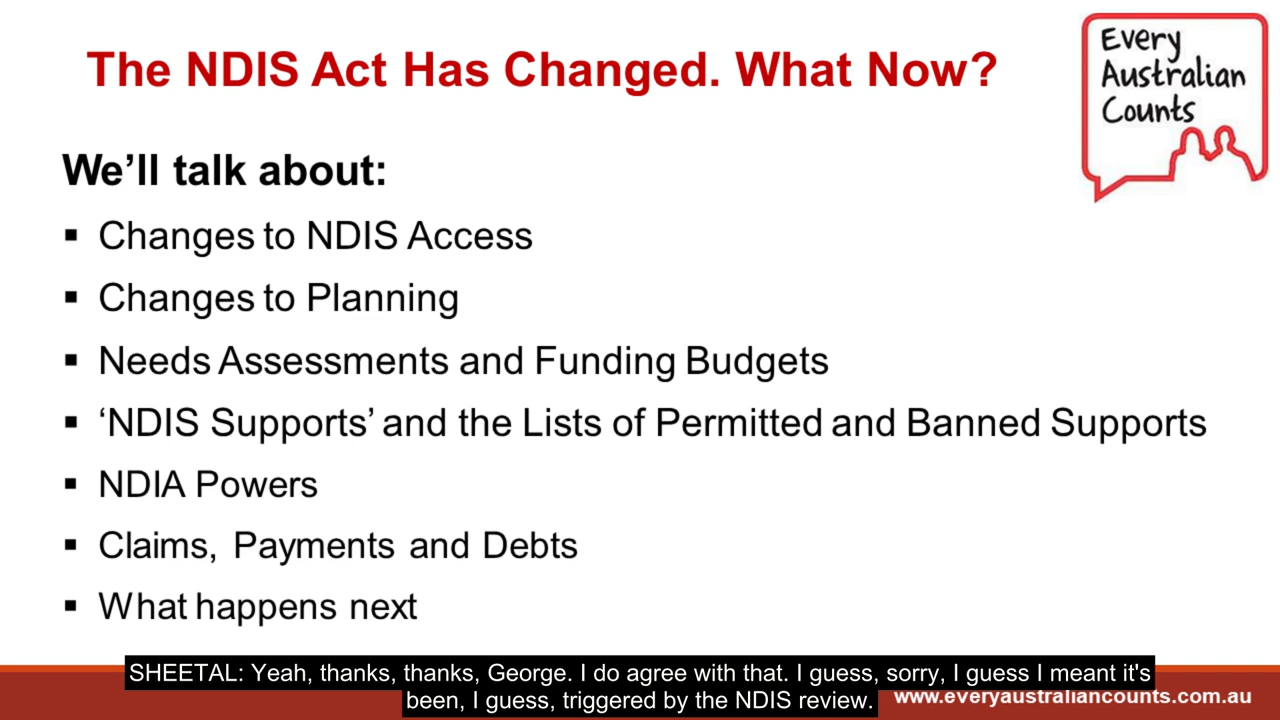 The NDIS Act Has Changed. What Now?
Every
Australian
Counts
We’ll talk about:
▪ Changes to NDIS Access
▪ Changes to Planning
▪ Needs Assessments and Funding Budgets
▪ ‘NDIS Supports’ and the Lists of Permitted and Banned Supports
▪ NDIA Powers
▪ Claims, Payments and Debts
▪ What happens next
SHEETAL: Yeah, thanks, thanks, George. I do agree with that. I guess, sorry, I guess I meant it's
been, I guess, triggered by the NDIS review.
www.everyaustraliancounts.com.au